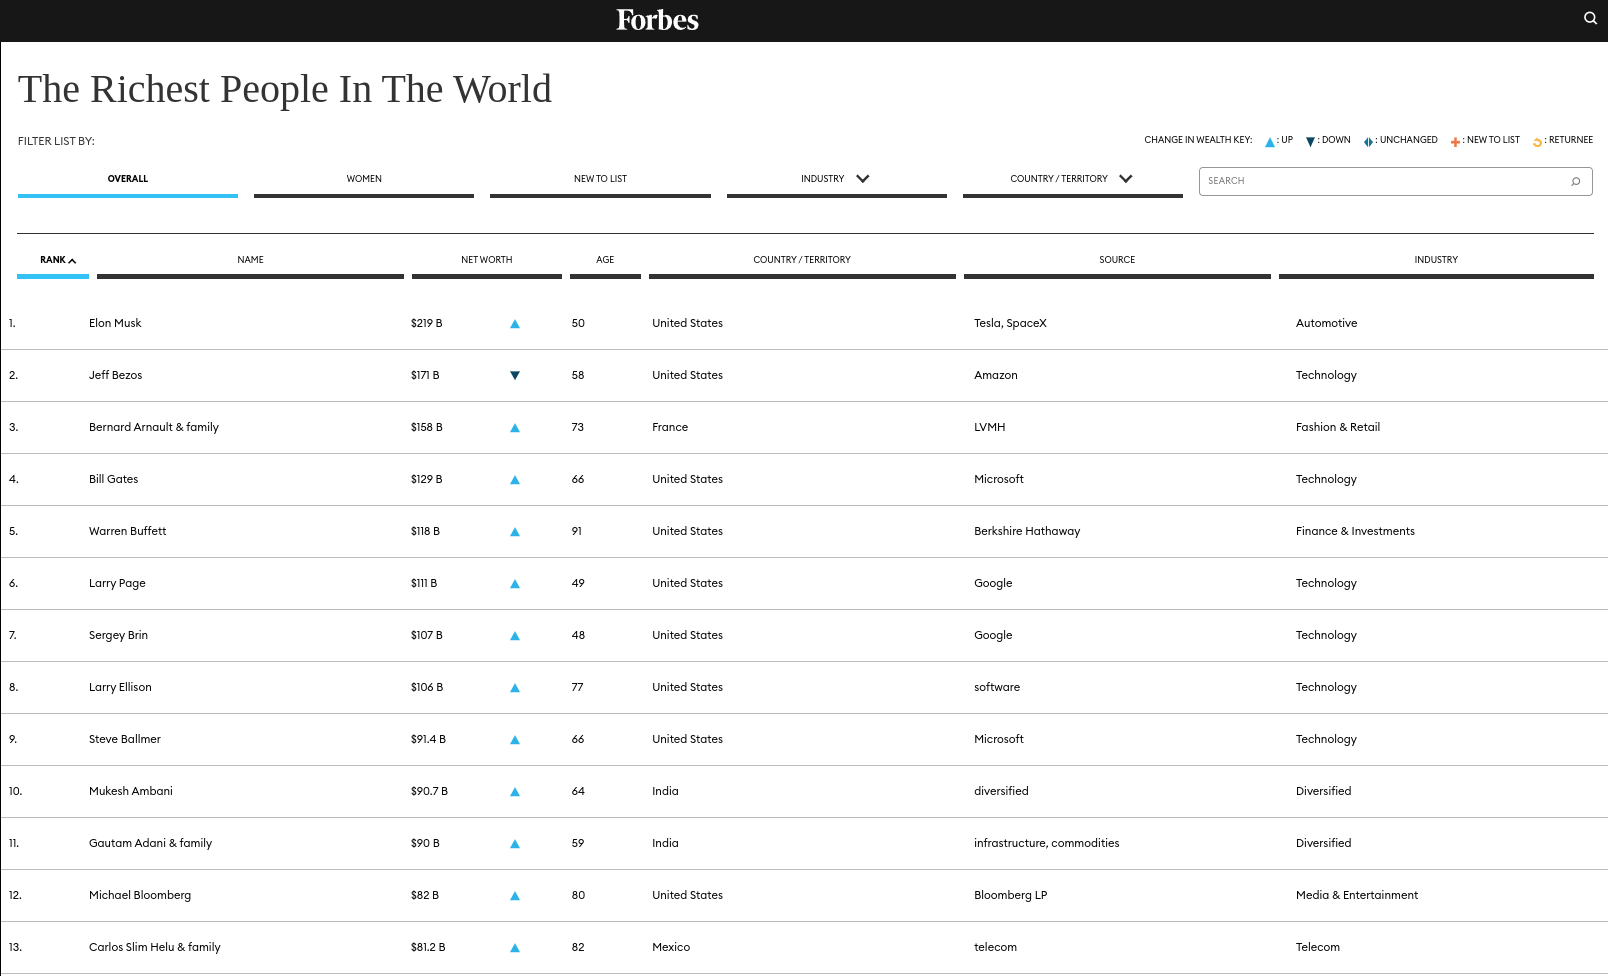 Forbes
The Richest People In The World
FILTER LIST BY:
CHANGE IN WEALTH KEY: : UP : DOWN : UNCHANGED : NEW TO LIST : RETURNEE
OVERALL WOMEN NEW TO LIST INDUSTRY COUNTRY / TERRITORY SEARCH
RANK NAME NET WORTH AGE COUNTRY / TERRITORY SOURCE INDUSTRY
1. Elon Musk $219 B 50 United States Tesla, SpaceX Automotive
2. Jeff Bezos $171 B 58 United States Amazon Technology
3. Bernard Arnault & family $158 B 73 France LVMH Fashion & Retail
4. Bill Gates $129 B 66 United States Microsoft Technology
5. Warren Buffett $118 B 91 United States Berkshire Hathaway Finance & Investments
6. Larry Page $111 B 49 United States Google Technology
7. Sergey Brin $107 B 48 United States Google Technology
8. Larry Ellison $106 B 77 United States software Technology
9. Steve Ballmer $91.4 B 66 United States Microsoft Technology
10. Mukesh Ambani $90.7 B 64 India diversified Diversified
11. Gautam Adani & family $90 B 59 India infrastructure, commodities Diversified
12. Michael Bloomberg $82 B 80 United States Bloomberg LP Media & Entertainment
13. Carlos Slim Helu & family $81.2 B 82 Mexico telecom Telecom